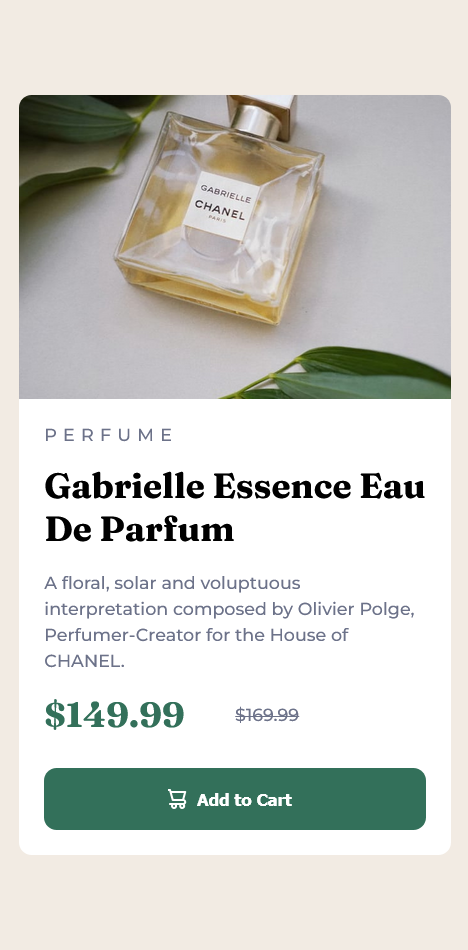 GABRIELLE
CHANEL
PARIS
PERFUME
Gabrielle Essence Eau
De Parfum
A floral, solar and voluptuous
interpretation composed by Olivier Polge,
Perfumer-Creator for the House of
CHANEL.
$149.99 $169.99
Add to Cart